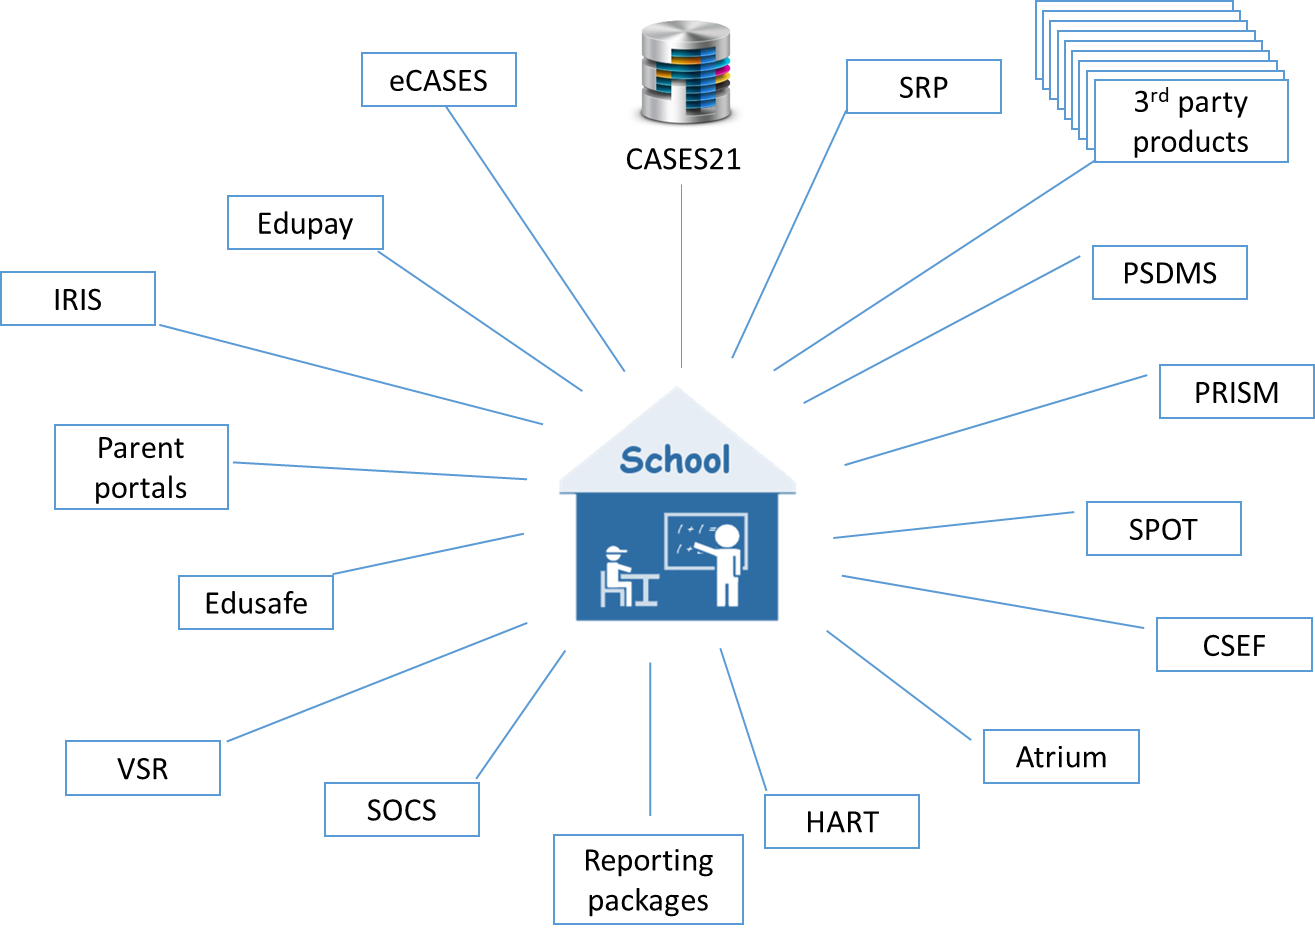 eCASES
CASES21
SRP
3rd party
products
Edupay
PSDMS
IRIS
PRISM
Parent
portals
School
SPOT
Edusafe
CSEF
VSR
Atrium
SOCS
HART
Reporting
packages